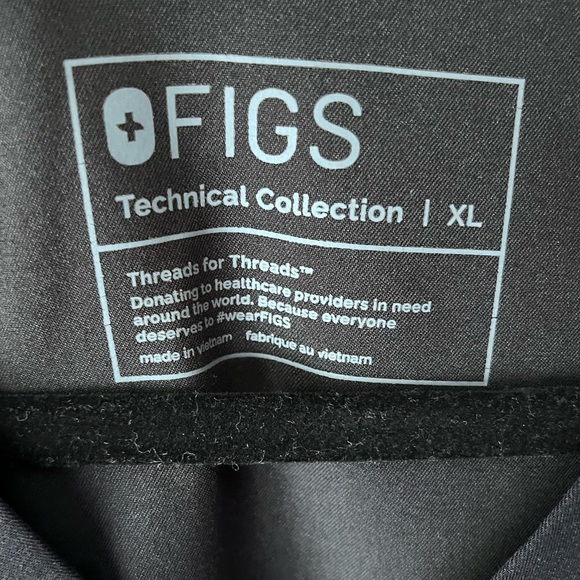 FIGS
Technical Collection | XL
Threads for Threads™
Donating to healthcare providers in need
around the world. Because everyone
deserves to #wearFIGS
made in vietnam fabrique au vietnam